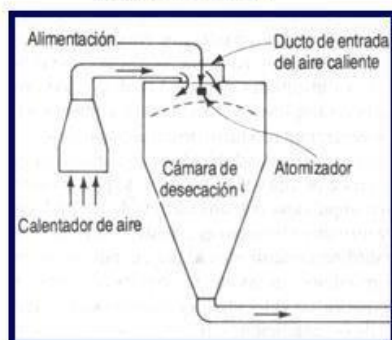 Alimentación
Ducto de entrada
del aire caliente
Cámara de
desecación
Atomizador
Calentador de aire